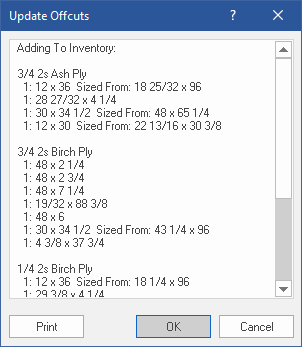 Update Offcuts
?
Adding To Inventory:
3/4 2s Ash Ply
1: 12 x 36 Sized From: 18 25/32 x 96
1: 28 27/32 x 4 1/4
1: 30 x 34 1/2 Sized From: 48 x 65 1/4
1: 12 x 30 Sized From: 22 13/16 x 30 3/8
3/4 2s Birch Ply
1: 48 x 2 1/4
1: 48 x 2 3/4
1: 48 x 7 1/4
1: 19/32 x 88 3/8
1: 48 x 6
1: 30 x 34 1/2 Sized From: 43 1/4 x 96
1: 4 3/8 x 37 3/4
1/4 2s Birch Ply
1: 12 x 36 Sized From: 18 1/4 x 96
1: 29 3/8 x 4 1/4
Print
OK
Cancel